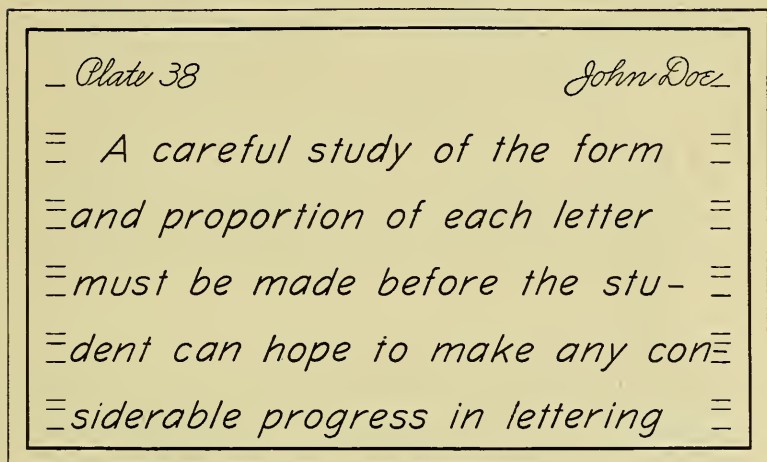 Plate 38 John Doe
A careful study of the form
and proportion of each letter
must be made before the stu-
dent can hope to make any con
siderable progress in lettering